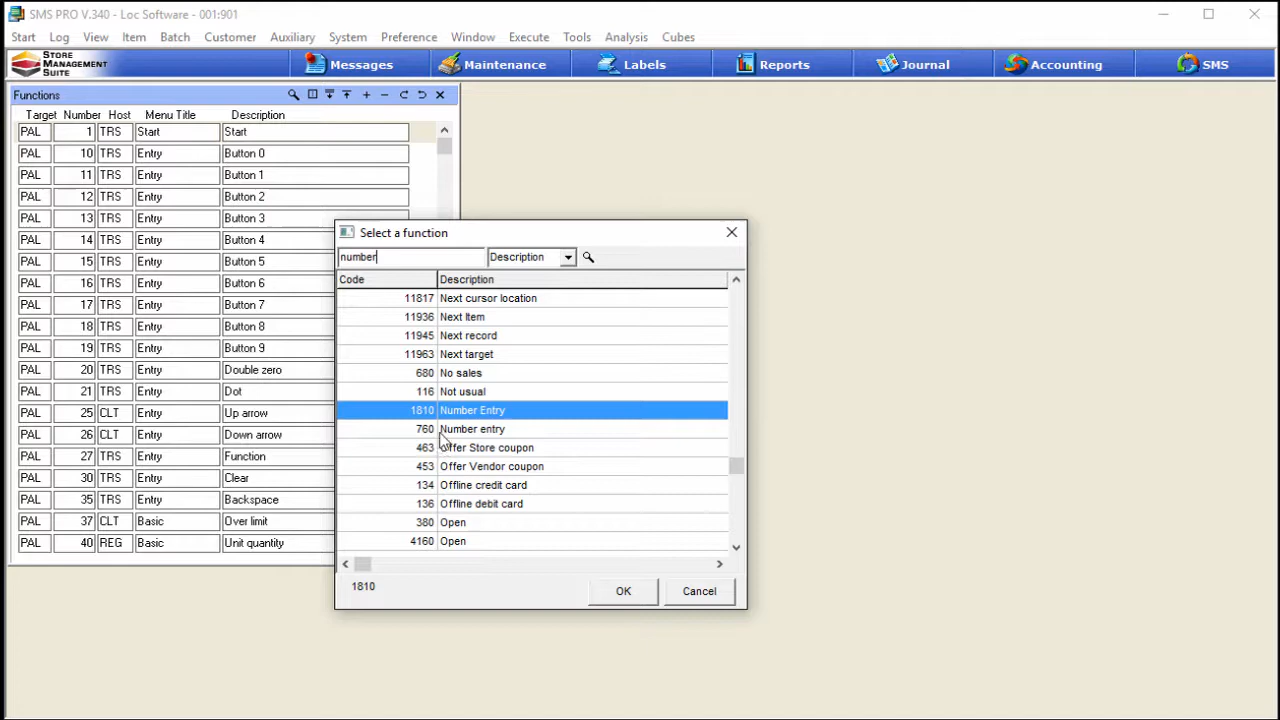 SMS PRO V.340 - Loc Software - 001:901
Start Log View Item Batch Customer Auxiliary System Preference Window Execute Tools Analysis Cubes
STORE MANAGEMENT SUITE Messages Maintenance Labels Reports Journal Accounting SMS
Functions
Target Number Host Menu Title Description
PAL 1 TRS Start Start
PAL 10 TRS Entry Button 0
PAL 11 TRS Entry Button 1
PAL 12 TRS Entry Button 2
PAL 13 TRS Entry Button 3
PAL 14 TRS Entry Button 4
PAL 15 TRS Entry Button 5
PAL 16 TRS Entry Button 6
PAL 17 TRS Entry Button 7
PAL 18 TRS Entry Button 8
PAL 19 TRS Entry Button 9
PAL 20 TRS Entry Double zero
PAL 21 TRS Entry Dot
PAL 25 CLT Entry Up arrow
PAL 26 CLT Entry Down arrow
PAL 27 TRS Entry Function
PAL 30 TRS Entry Clear
PAL 35 TRS Entry Backspace
PAL 37 CLT Basic Over limit
PAL 40 REG Basic Unit quantity
Select a function
number Description
Code Description
11817 Next cursor location
11936 Next Item
11945 Next record
11963 Next target
680 No sales
116 Not usual
1810 Number Entry
760 Number entry
463 Offer Store coupon
453 Offer Vendor coupon
134 Offline credit card
136 Offline debit card
380 Open
4160 Open
1810 OK Cancel